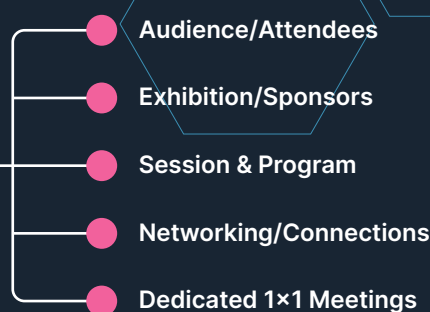 Audience/Attendees
Exhibition/Sponsors
Session & Program
Networking/Connections
Dedicated 1×1 Meetings